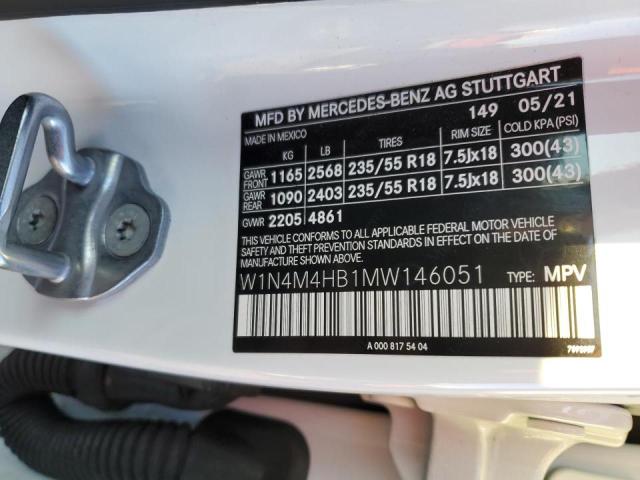 MFD BY MERCEDES-BENZ AG STUTTGART
149 05/21
MADE IN MEXICO
KG LB TIRES RIM SIZE COLD KPA(PSI)
GAWR FRONT 1165 2568 235/55 R18 7.5Jx18 300(43)
GAWR REAR 1090 2403 235/55 R18 7.5Jx18 300(43)
GVWR 2205 4861
THIS VEHICLE CONFORMS TO ALL APPLICABLE FEDERAL MOTOR VEHICLE
SAFETY AND THEFT PREVENTION STANDARDS IN EFFECT ON THE DATE OF
MANUFACTURE SHOWN ABOVE.
W1N4M4HB1MW146051 TYPE: MPV
A 000 817 54 04